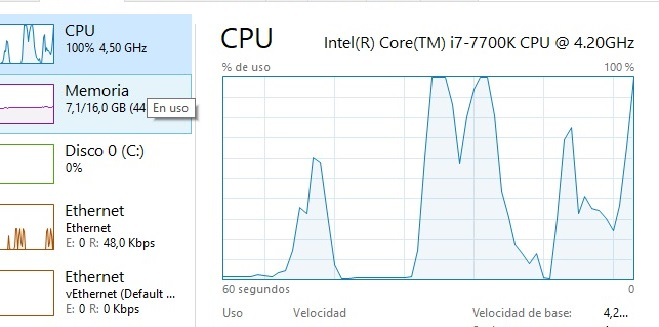 CPU
100% 4,50 GHz
Memoria
7,1/16,0 GB (44
En uso
Disco 0 (C:)
0%
Ethernet
Ethernet
E: 0 R: 48,0 Kbps
Ethernet
vEthernet (Default ...
E: 0 R: 0 Kbps
CPU
Intel(R) Core(TM) i7-7700K CPU @ 4.20GHz
% de uso
100 %
60 segundos
0
Uso
Velocidad
Velocidad de base:
4,2...